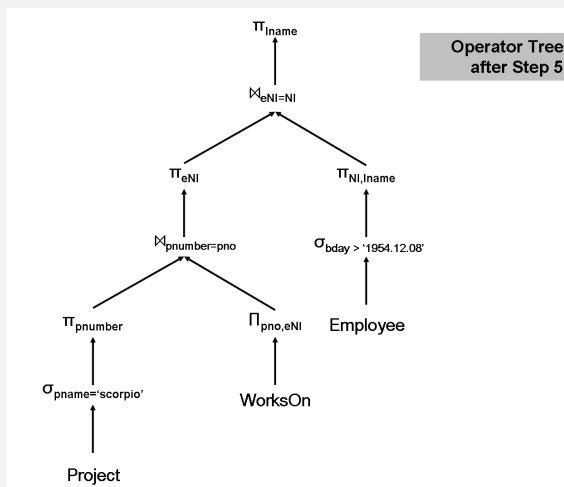 πlname
Operator Tree
after Step 5
⋈eNI=NI
πeNI
πNI,lname
⋈pnumber=pno
σbday > ‘1954.12.08’
πpnumber
Πpno,eNI
Employee
σpname=‘scorpio’
WorksOn
Project